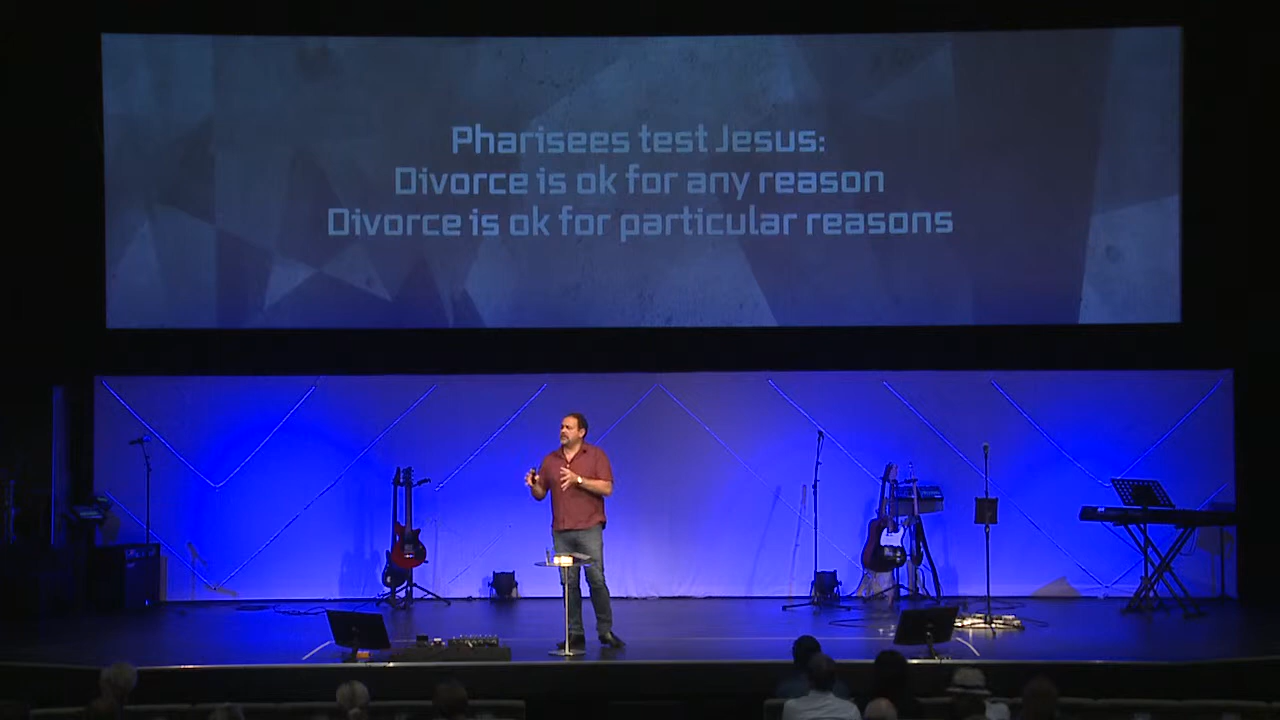 Pharisees test Jesus:
Divorce is ok for any reason
Divorce is ok for particular reasons